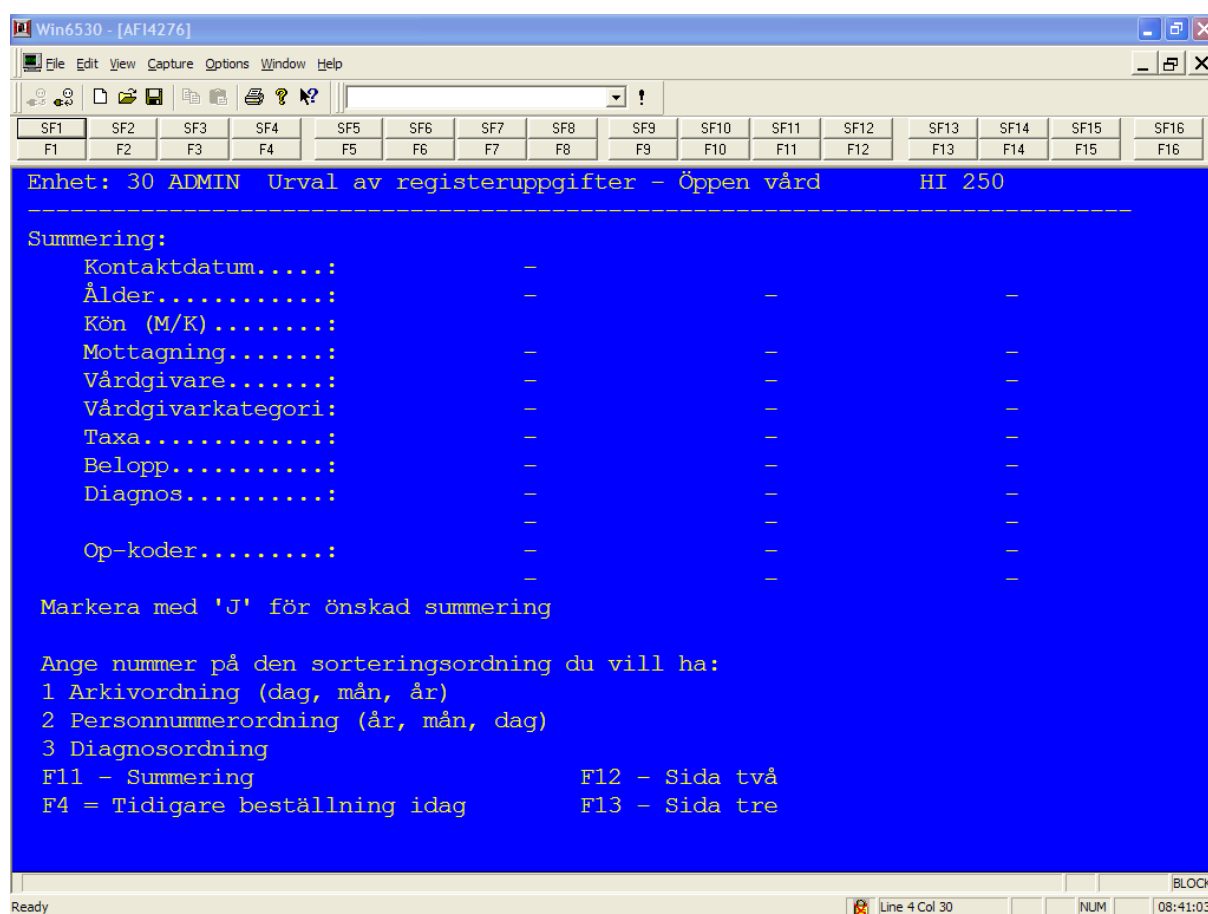 Win6530 - [AFI4276]
File Edit View Capture Options Window Help
SF1 SF2 SF3 SF4 SF5 SF6 SF7 SF8 SF9 SF10 SF11 SF12 SF13 SF14 SF15 SF16
F1 F2 F3 F4 F5 F6 F7 F8 F9 F10 F11 F12 F13 F14 F15 F16
Enhet: 30 ADMIN Urval av registeruppgifter - Öppen vård HI 250
------------------------------------------------------------------------------
Summering:
Kontaktdatum.....: -
Ålder............: - - -
Kön (M/K)........:
Mottagning.......: - - -
Vårdgivare.......: - - -
Vårdgivarkategori: - - -
Taxa.............: - - -
Belopp...........: - - -
Diagnos..........: - - -
- - -
Op-koder.........: - - -
- - -
Markera med 'J' för önskad summering
Ange nummer på den sorteringsordning du vill ha:
1 Arkivordning (dag, mån, år)
2 Personnummerordning (år, mån, dag)
3 Diagnosordning
F11 - Summering F12 - Sida två
F4 = Tidigare beställning idag F13 - Sida tre
BLOCK
Ready Line 4 Col 30 NUM 08:41:03